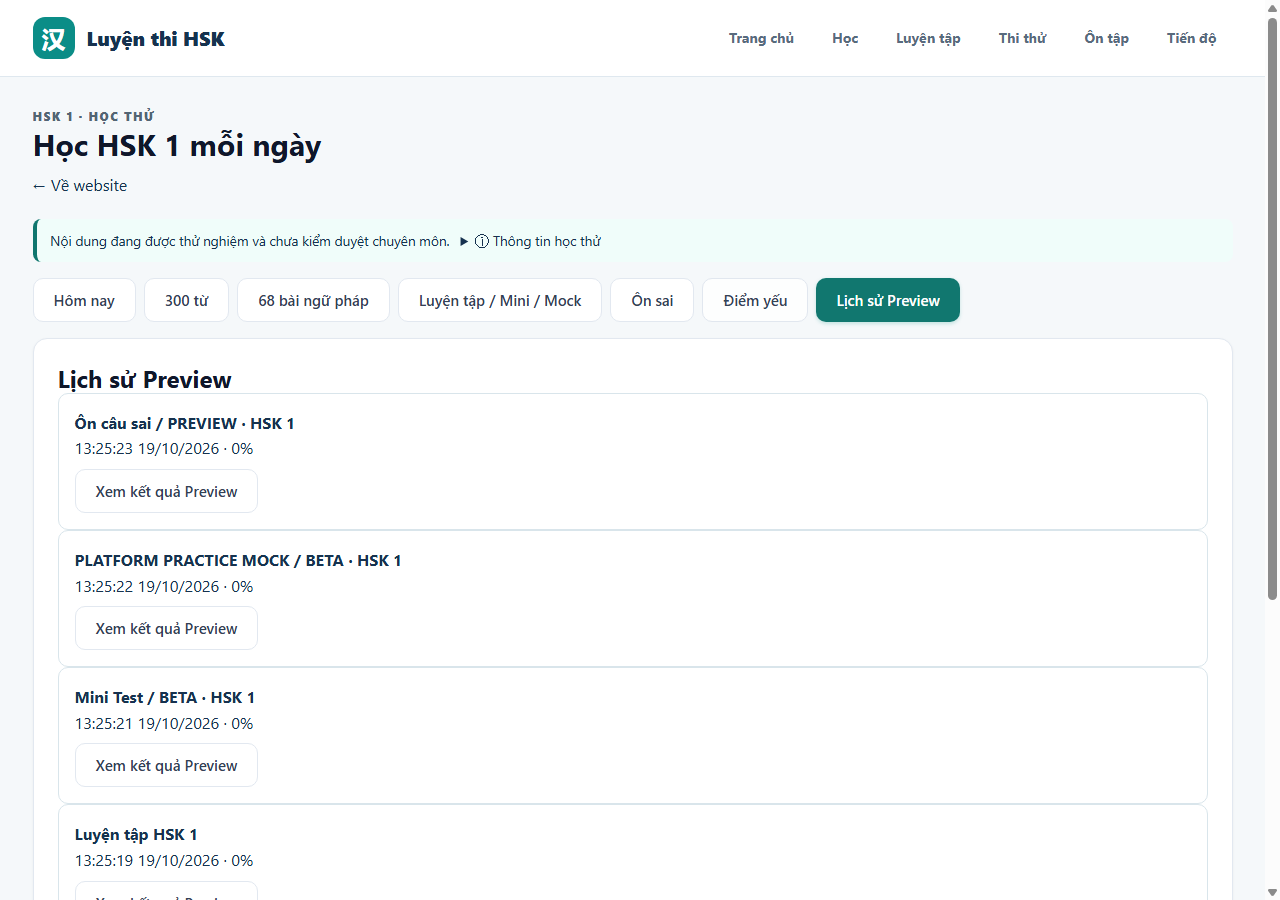 汉 Luyện thi HSK
Trang chủ Học Luyện tập Thi thử Ôn tập Tiến độ
HSK 1 · HỌC THỬ
Học HSK 1 mỗi ngày
← Về website
Nội dung đang được thử nghiệm và chưa kiểm duyệt chuyên môn. ▶ ⓘ Thông tin học thử
Hôm nay 300 từ 68 bài ngữ pháp Luyện tập / Mini / Mock Ôn sai Điểm yếu Lịch sử Preview
Lịch sử Preview
Ôn câu sai / PREVIEW · HSK 1
13:25:23 19/10/2026 · 0%
Xem kết quả Preview
PLATFORM PRACTICE MOCK / BETA · HSK 1
13:25:22 19/10/2026 · 0%
Xem kết quả Preview
Mini Test / BETA · HSK 1
13:25:21 19/10/2026 · 0%
Xem kết quả Preview
Luyện tập HSK 1
13:25:19 19/10/2026 · 0%